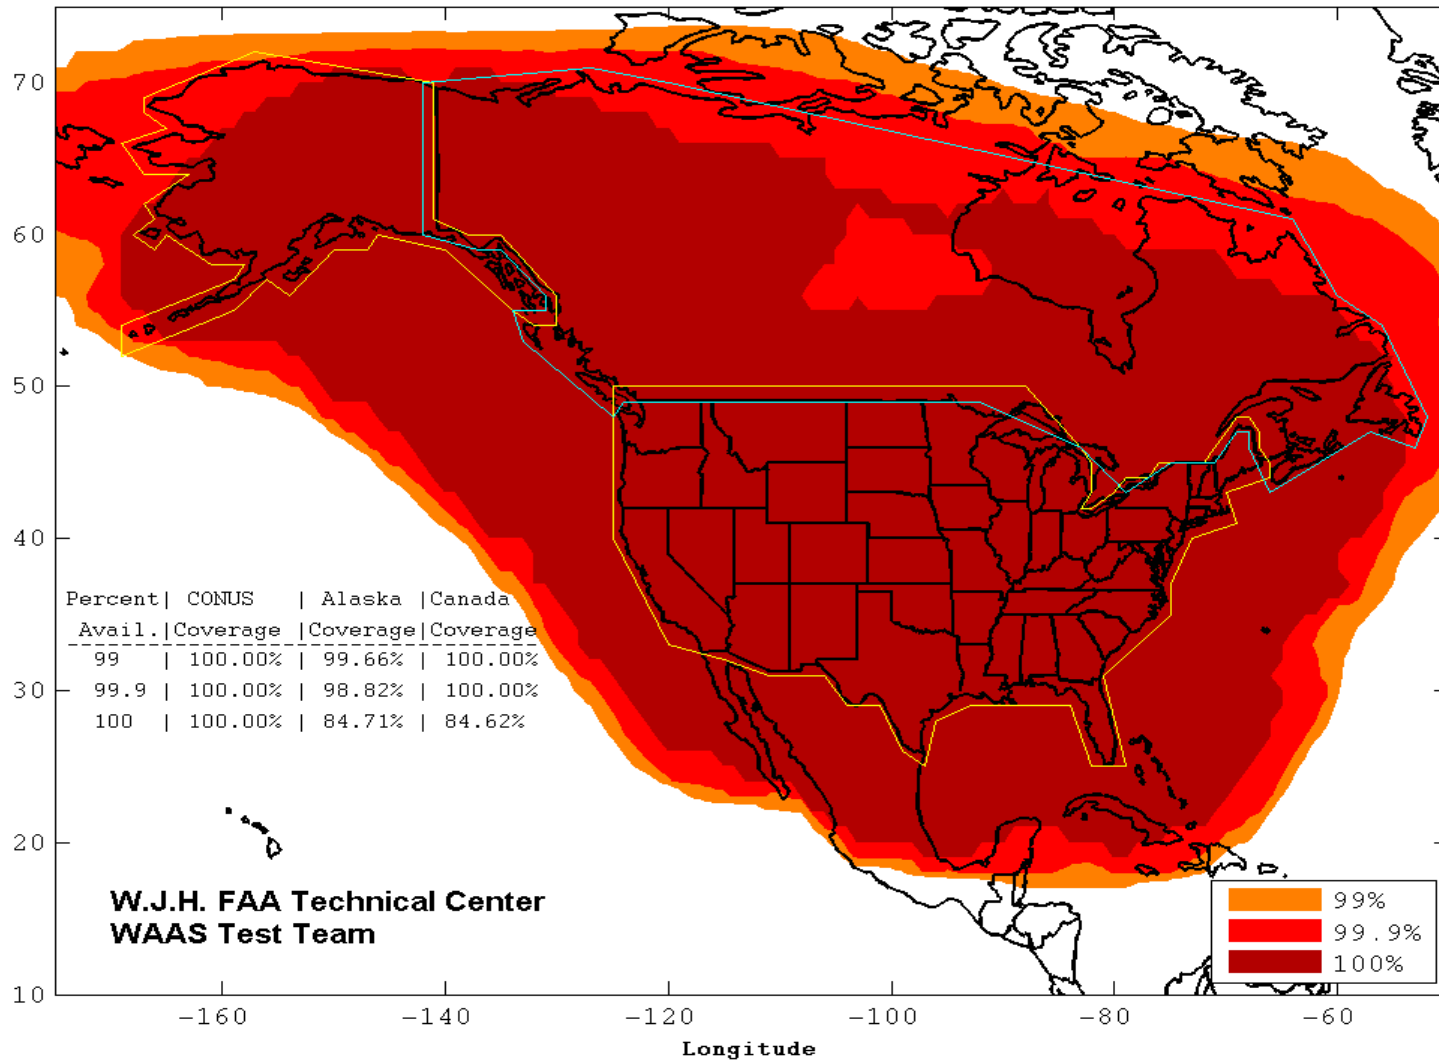 70
60
50
40
30
20
10
Percent| CONUS | Alaska |Canada
Avail.|Coverage |Coverage|Coverage
99 | 100.00% | 99.66% | 100.00%
99.9 | 100.00% | 98.82% | 100.00%
100 | 100.00% | 84.71% | 84.62%
W.J.H. FAA Technical Center
WAAS Test Team
99%
99.9%
100%
-160 -140 -120 -100 -80 -60
Longitude